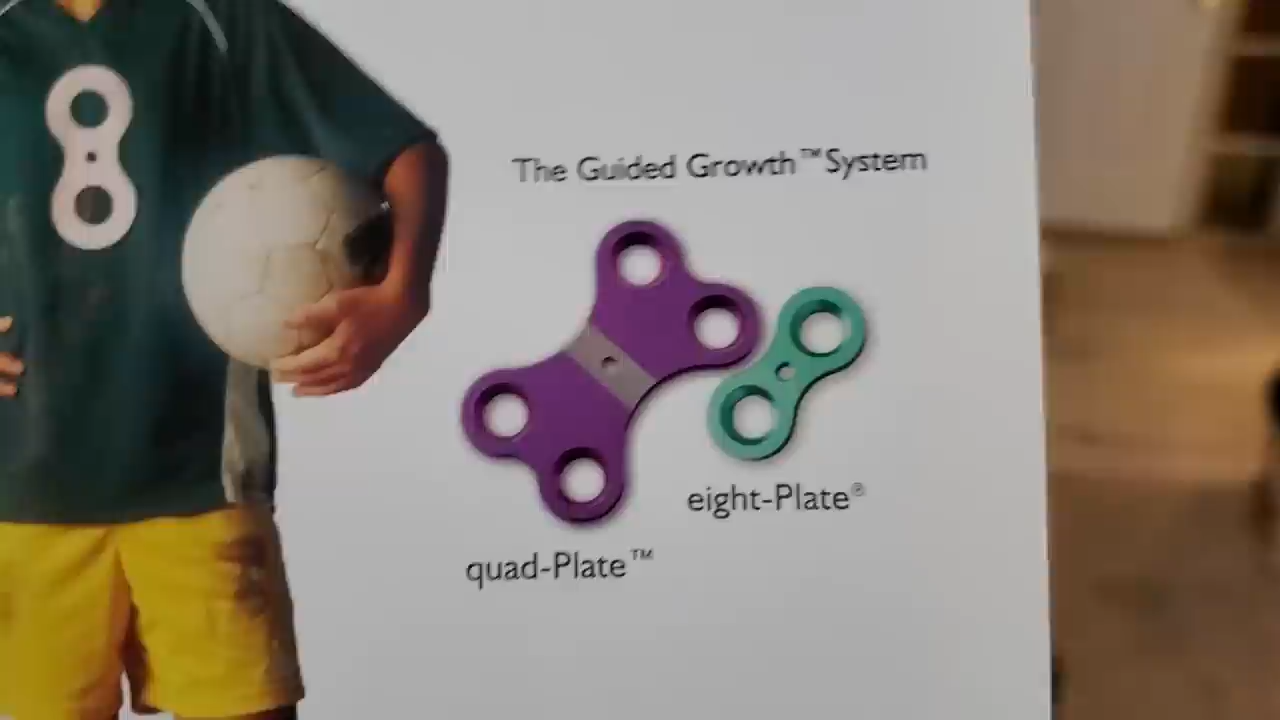 The Guided Growth™ System
eight-Plate®
quad-Plate™